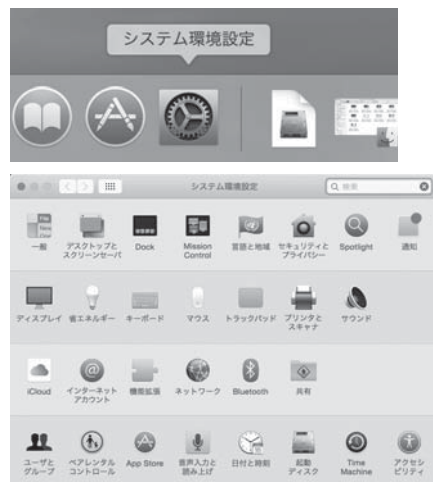 システム環境設定
システム環境設定
検索
一般
デスクトップと
スクリーンセーバ
Dock
Mission
Control
言語と地域
セキュリティと
プライバシー
Spotlight
通知
ディスプレイ
省エネルギー
キーボード
マウス
トラックパッド
プリンタと
スキャナ
サウンド
iCloud
インターネット
アカウント
機能拡張
ネットワーク
Bluetooth
共有
ユーザと
グループ
ペアレンタル
コントロール
App Store
音声入力と
読み上げ
日付と時刻
起動
ディスク
Time
Machine
アクセシ
ビリティ